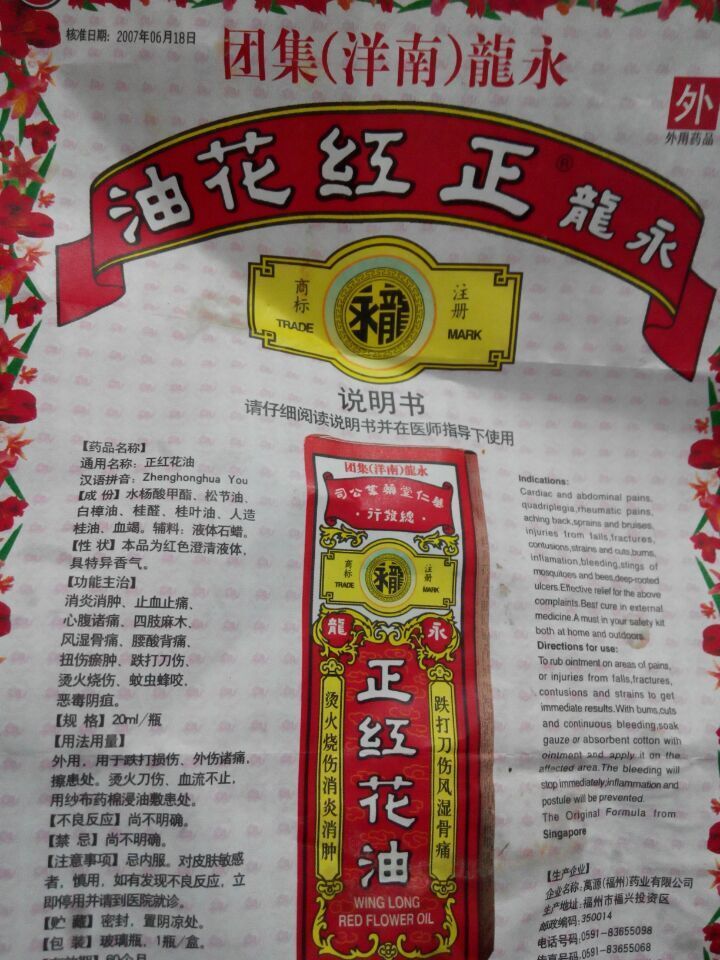 核准日期：2007年06月18日
团集(洋南)龍永
外
外用药品
油花红正®龍永
商标
TRADE
永龍
注册
MARK
说明书
请仔细阅读说明书并在医师指导下使用
【药品名称】
通用名称：正红花油
汉语拼音：Zhenghonghua You
【成 份】水杨酸甲酯、松节油、
白樟油、桂醛、桂叶油、人造
桂油、血竭。辅料：液体石蜡。
【性 状】本品为红色澄清液体，
具特异香气。
【功能主治】
消炎消肿、止血止痛、
心腹诸痛、四肢麻木、
风湿骨痛、腰酸背痛、
扭伤瘀肿、跌打刀伤、
烫火烧伤、蚊虫蜂咬、
恶毒阴疽。
【规 格】20ml/瓶
【用法用量】
外用，用于跌打损伤、外伤诸痛，
擦患处。烫火刀伤、血流不止，
用纱布药棉浸油敷患处。
【不良反应】尚不明确。
【禁 忌】尚不明确。
【注意事项】忌内服。对皮肤敏感
者，慎用，如有发现不良反应，立
即停用并请到医院就诊。
【贮 藏】密封，置阴凉处。
【包 装】玻璃瓶，1瓶/盒。
60个月
团集(洋南)龍永
司公業藥堂仁
行發總
商标
TRADE
永龍
注册
MARK
龍 永
正红花油
烫火烧伤消炎消肿
跌打刀伤风湿骨痛
WING LONG
RED FLOWER OIL
Indications:
Cardiac and abdominal pains,
quadriplegia,rheumatic pains,
aching back,sprains and bruises,
injuries from falls,fractures,
contusions,strains and cuts,burns,
inflamation,bleeding,stings of
mosquitoes and bees,deep-rooted
ulcers.Effective relief for the above
complaints.Best cure in external
medicine.A must in your safety kit
both at home and outdoors.
Directions for use:
To rub ointment on areas of pains,
or injuries from falls,fractures,
contusions and strains to get
immediate results.With burns,cuts
and continuous bleeding,soak
gauze or absorbent cotton with
ointment and apply it on the
affected area.The bleeding will
stop immediately,inflammation and
postule will be prevented.
The Original Formula from
Singapore
【生产企业】
企业名称：萬源(福州)药业有限公司
生产地址：福州市福兴投资区
邮政编码：350014
电话号码：0591-83655098
传真号码：0591-83655068